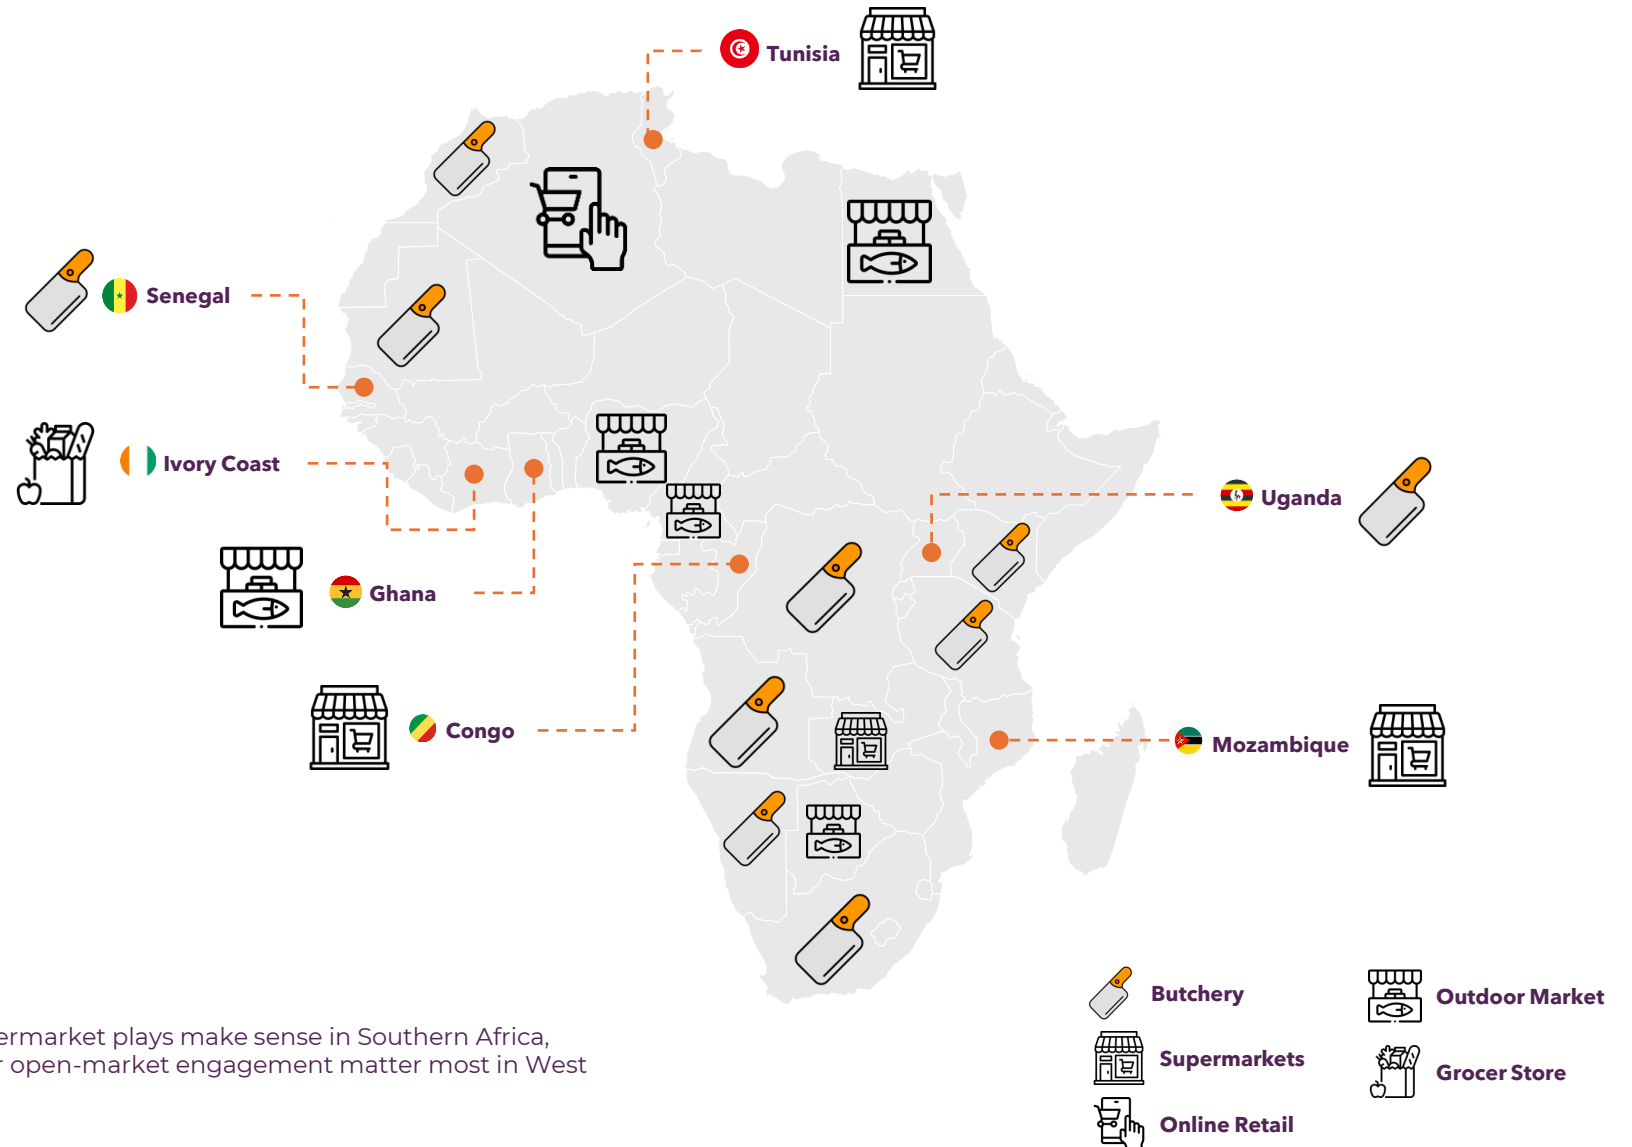 Tunisia
Senegal
Ivory Coast
Uganda
Ghana
Congo
Mozambique
Butchery
Outdoor Market
Supermarkets
Grocer Store
Online Retail
plays make sense in Southern Africa,
open-market engagement matter most in West